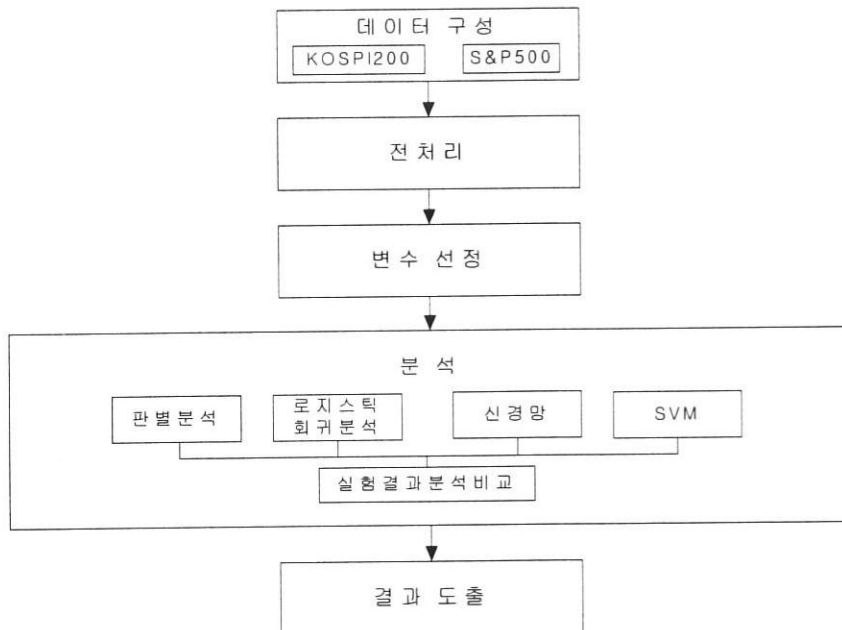 데이터 구성
KOSPI200
S&P500
전처리
변수 선정
분석
판별분석
로지스틱
회귀분석
신경망
SVM
실험결과분석비교
결과 도출